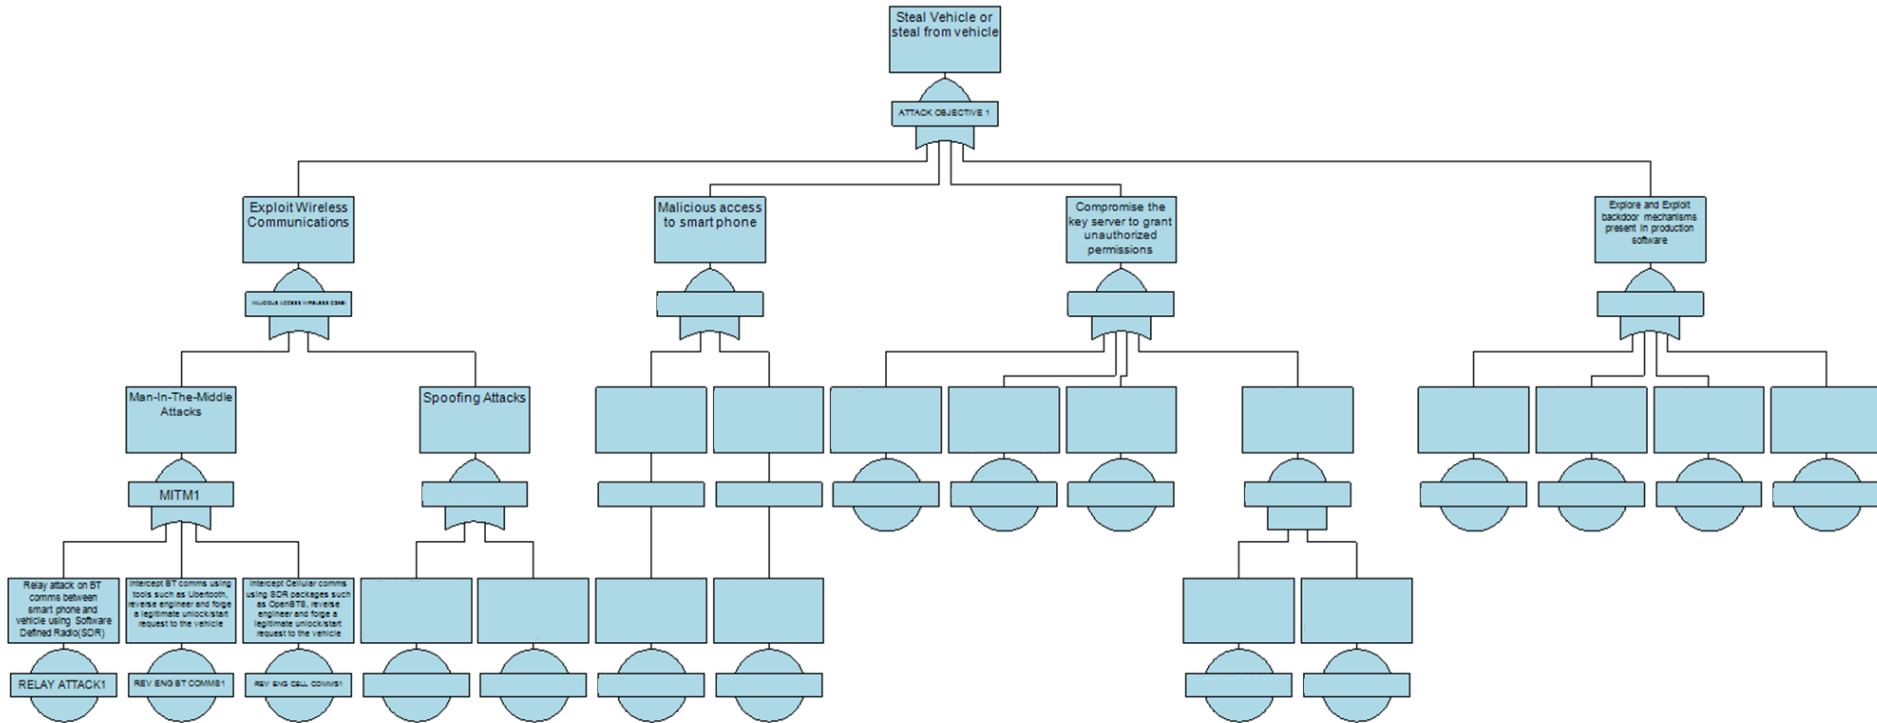 Steal Vehicle or
steal from vehicle
ATTACK OBJECTIVE 1
Exploit Wireless
Communications
Malicious access
to smart phone
Compromise the
key server to grant
unauthorized
permissions
Explore and Exploit
backdoor mechanisms
present in production
software
MALICIOUS ACCESS WIRELESS
Man-In-The-Middle
Attacks
Spoofing Attacks
MITM1
Relay attack on BT
comms between
smart phone and
vehicle using Software
Defined Radio(SDR)
Intercept BT comms using
tools such as Ubertooth,
reverse engineer and forge
a legitimate unlock/start
request to the vehicle
Intercept Cellular comms
using SDR packages such
as OpenBTS, reverse
engineer and forge a
legitimate unlock/start
request to the vehicle
RELAY ATTACK1
REV ENG BT COMMS1
REV ENG CELL COMMS1